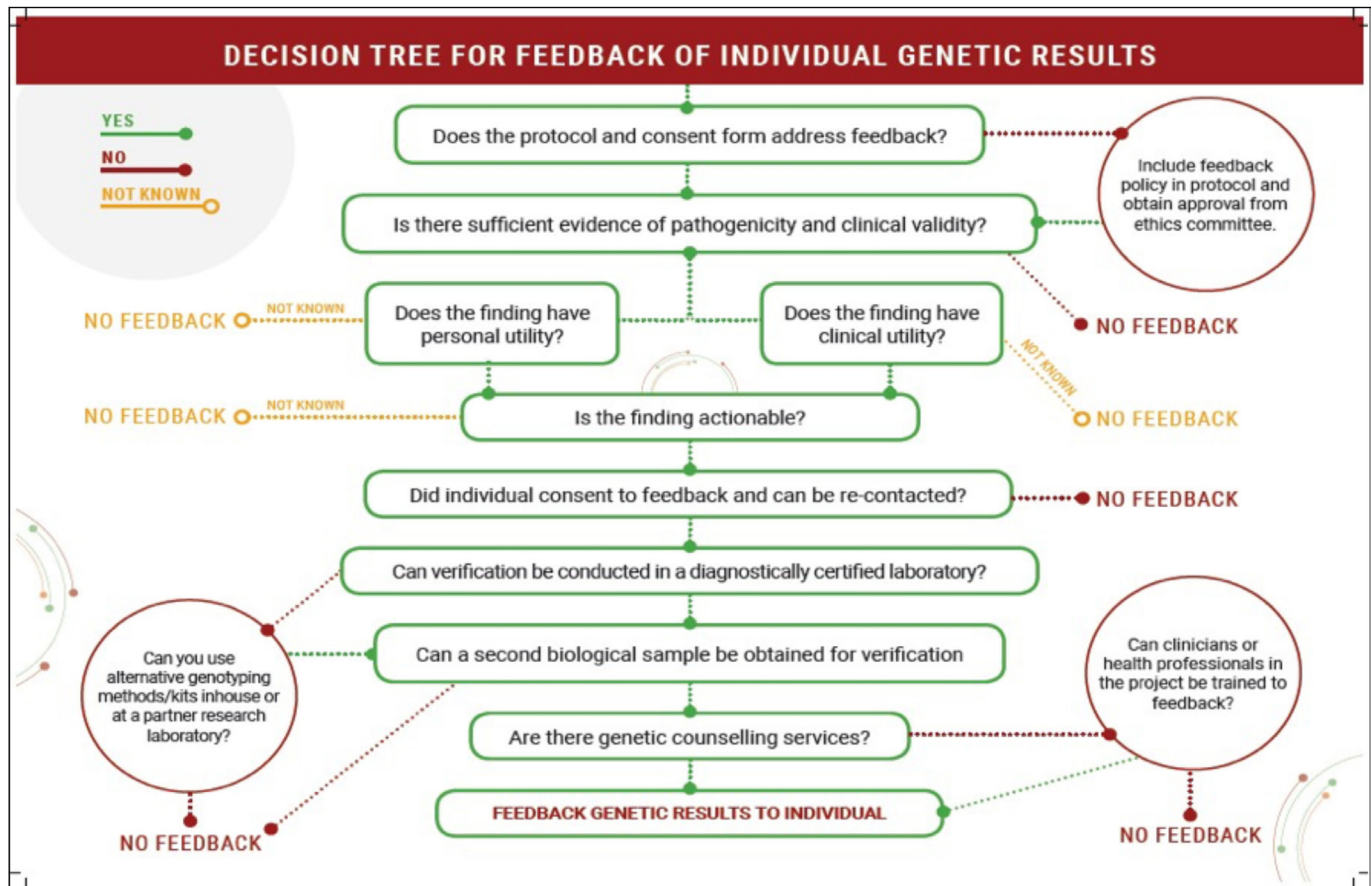 DECISION TREE FOR FEEDBACK OF INDIVIDUAL GENETIC RESULTS
YES
NO
NOT KNOWN
Does the protocol and consent form address feedback?
Include feedback
policy in protocol and
obtain approval from
ethics committee.
Is there sufficient evidence of pathogenicity and clinical validity?
NO FEEDBACK
NOT KNOWN
NO FEEDBACK
Does the finding have
personal utility?
Does the finding have
clinical utility?
NOT KNOWN
NO FEEDBACK
NOT KNOWN
NO FEEDBACK
Is the finding actionable?
Did individual consent to feedback and can be re-contacted?
NO FEEDBACK
Can verification be conducted in a diagnostically certified laboratory?
Can you use
alternative genotyping
methods/kits inhouse or
at a partner research
laboratory?
Can a second biological sample be obtained for verification
Can clinicians or
health professionals in
the project be trained to
feedback?
Are there genetic counselling services?
FEEDBACK GENETIC RESULTS TO INDIVIDUAL
NO FEEDBACK
NO FEEDBACK